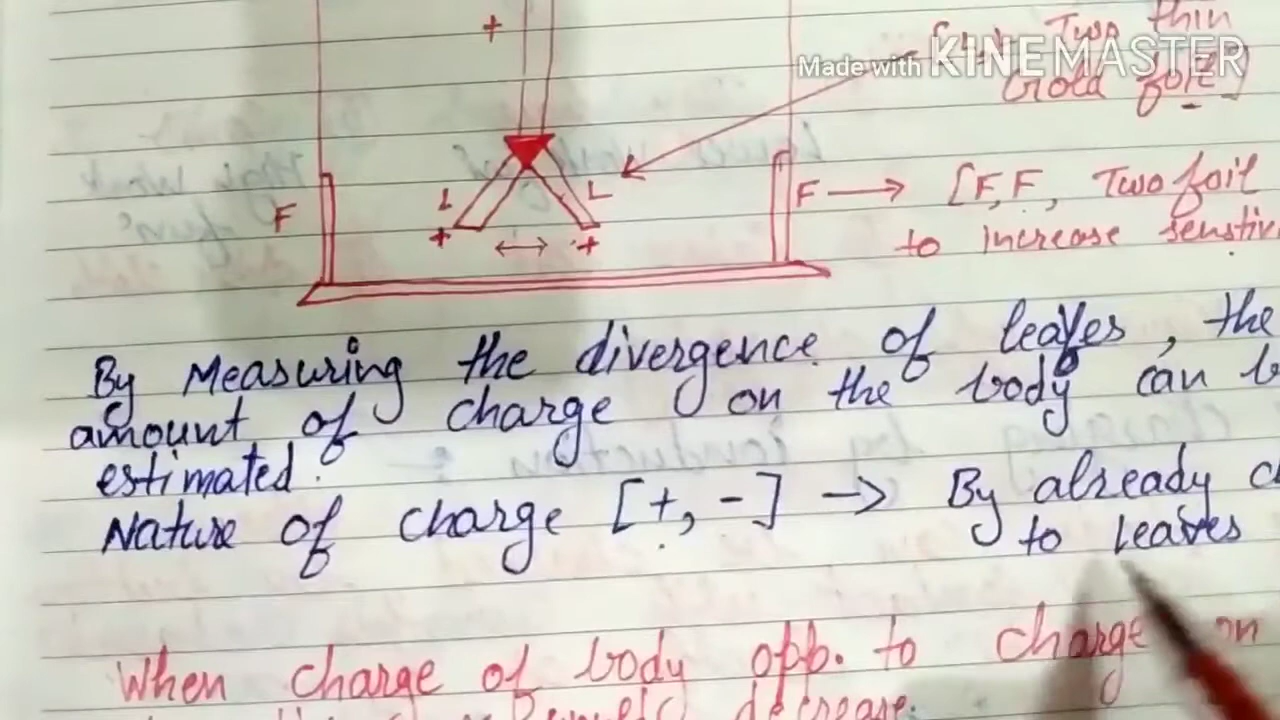 Made with KINEMASTER
Two thin
Gold foil)
+
L L
F F → [F, F, Two foil
+ ↔ +
to increase senstiv
By Measuring the divergence of leaves, the
amount of charge on the body can b
estimated.
Nature of charge [+, -] → By already c
to leaves
When charge of body opp. to charge on
decrease.